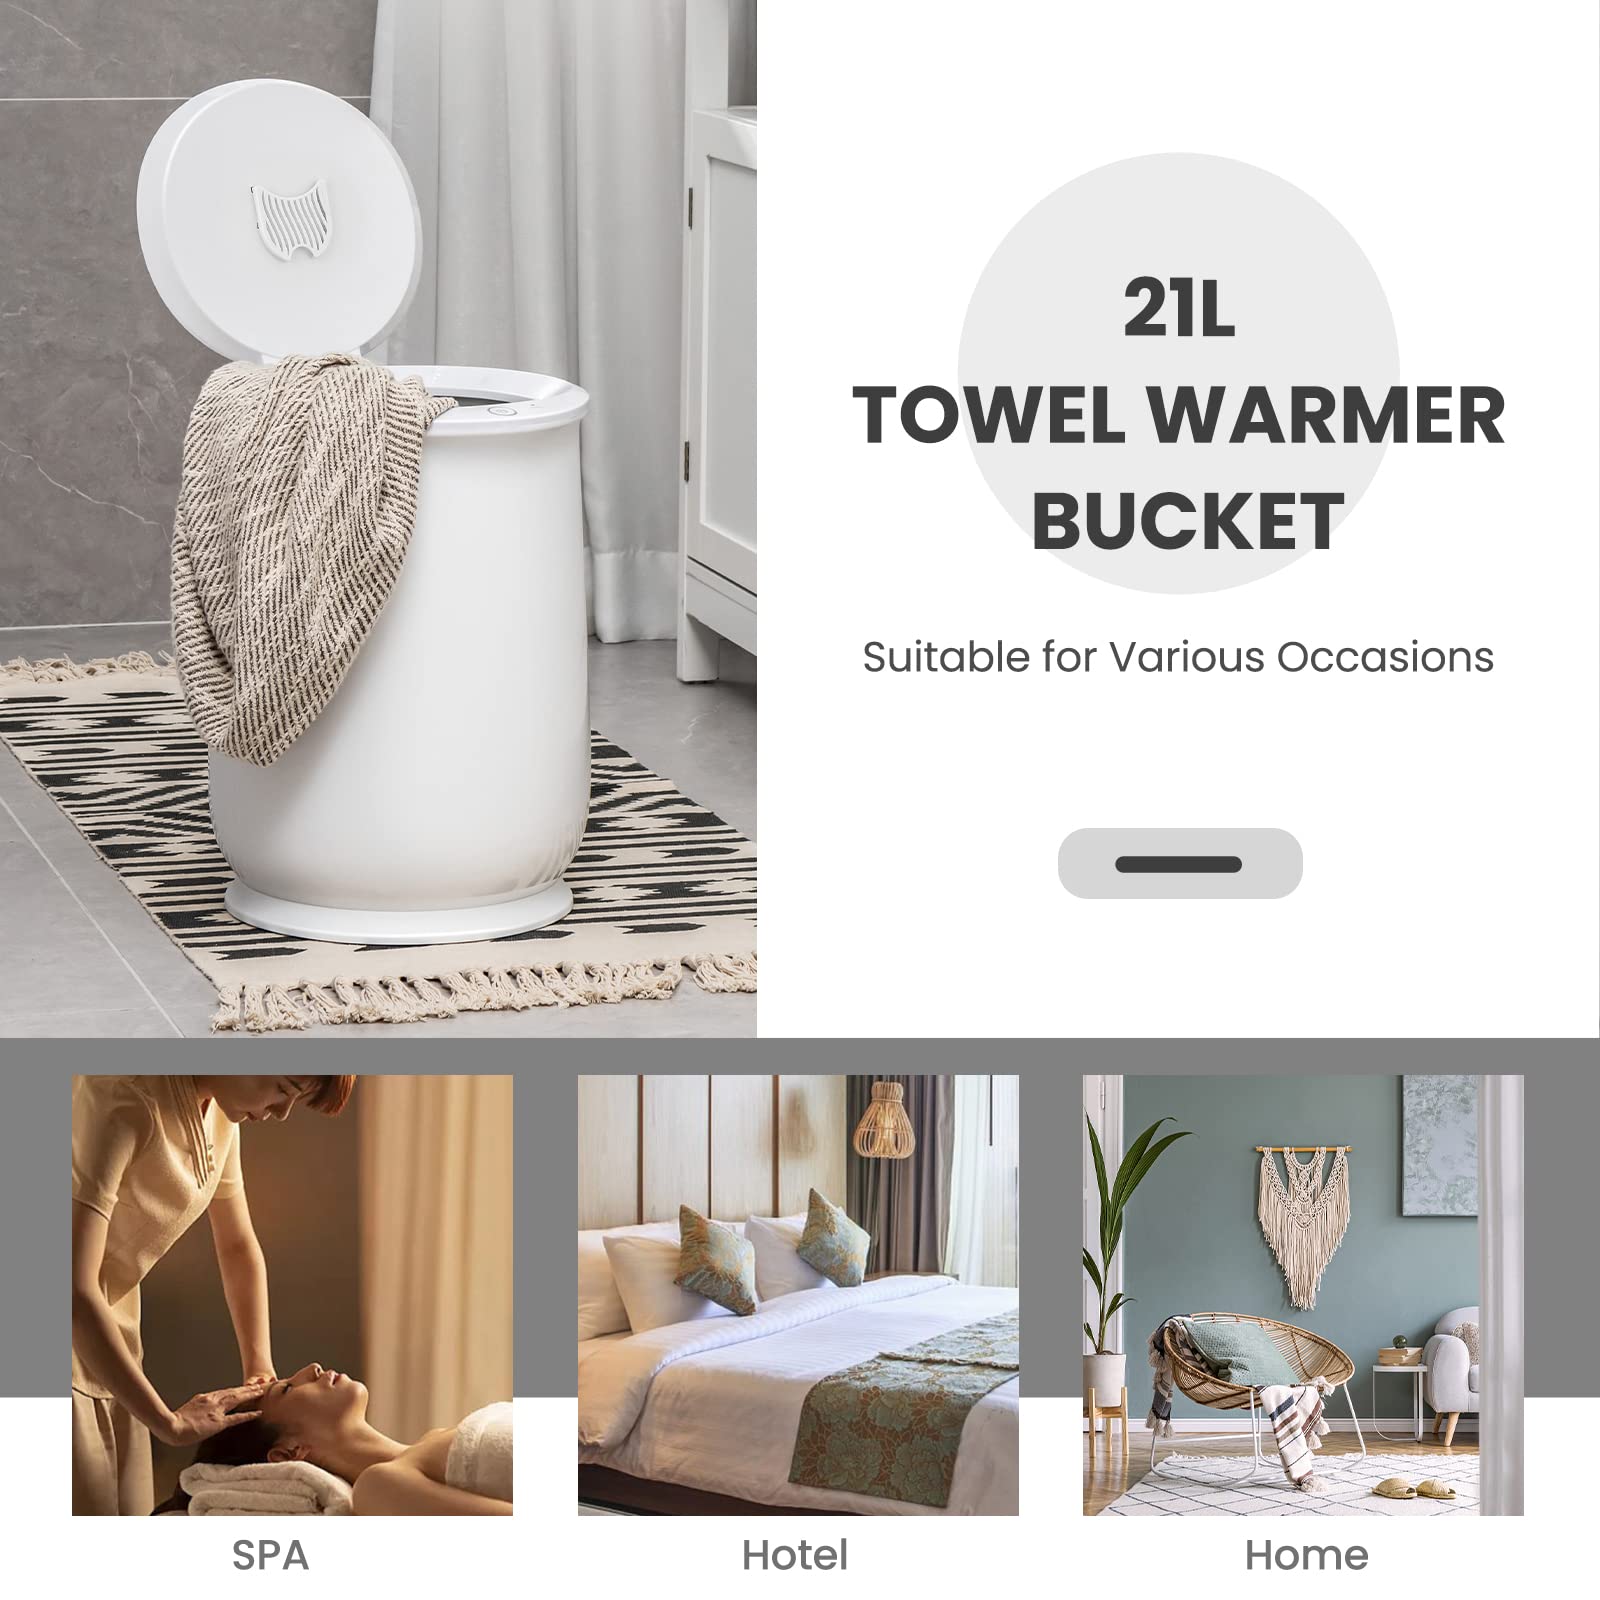 21L
TOWEL WARMER
BUCKET
Suitable for Various Occasions
SPA
Hotel
Home